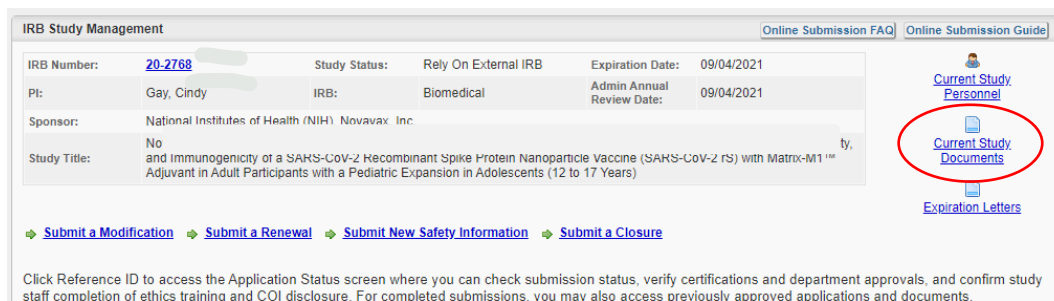 IRB Study Management
Online Submission FAQ
Online Submission Guide
IRB Number: 20-2768 Study Status: Rely On External IRB Expiration Date: 09/04/2021
PI: Gay, Cindy IRB: Biomedical Admin Annual Review Date: 09/04/2021
Sponsor: National Institutes of Health (NIH), Novavax, Inc
Study Title: No ty,
and Immunogenicity of a SARS-CoV-2 Recombinant Spike Protein Nanoparticle Vaccine (SARS-CoV-2 rS) with Matrix-M1™
Adjuvant in Adult Participants with a Pediatric Expansion in Adolescents (12 to 17 Years)
Current Study
Personnel
Current Study
Documents
Expiration Letters
Submit a Modification Submit a Renewal Submit New Safety Information Submit a Closure
Click Reference ID to access the Application Status screen where you can check submission status, verify certifications and department approvals, and confirm study
staff completion of ethics training and COI disclosure. For completed submissions, you may also access previously approved applications and documents.